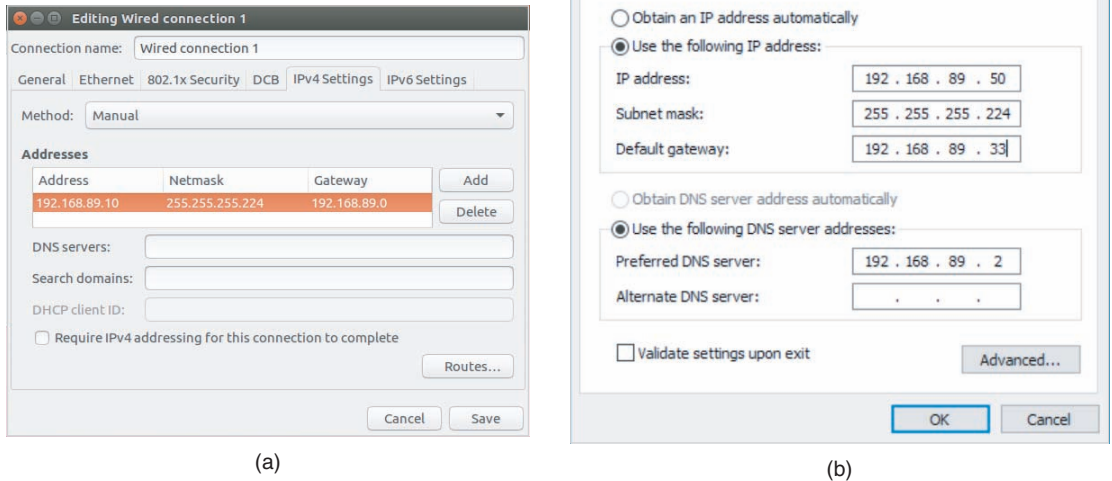 Editing Wired connection 1
Connection name: Wired connection 1
General Ethernet 802.1x Security DCB IPv4 Settings IPv6 Settings
Method: Manual
Addresses
Address Netmask Gateway Add
192.168.89.10 255.255.255.224 192.168.89.0
Delete
DNS servers:
Search domains:
DHCP client ID:
Require IPv4 addressing for this connection to complete
Routes...
Cancel Save
(a)
Obtain an IP address automatically
Use the following IP address:
IP address: 192 . 168 . 89 . 50
Subnet mask: 255 . 255 . 255 . 224
Default gateway: 192 . 168 . 89 . 33
Obtain DNS server address automatically
Use the following DNS server addresses:
Preferred DNS server: 192 . 168 . 89 . 2
Alternate DNS server: . . .
Validate settings upon exit
Advanced...
OK Cancel
(b)